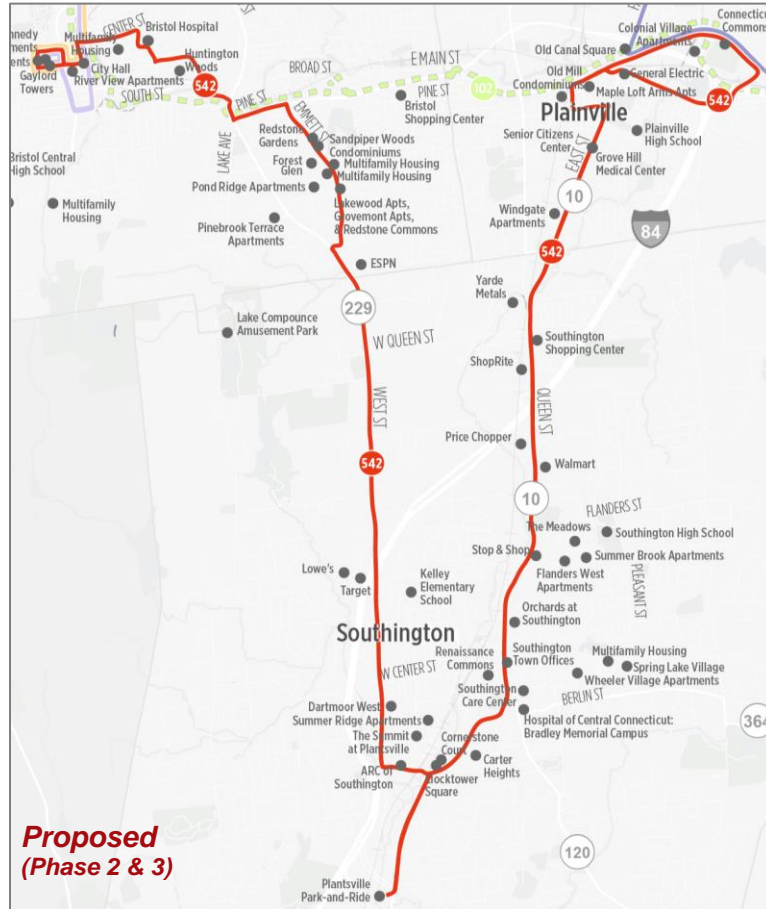 nnedy
tments
ents
Gaylord
Towers
Multifamily
Housing
CENTER ST
Bristol Hospital
City Hall
River View Apartments
Huntington
Woods
SOUTH ST
542
PINE ST
BROAD ST
E MAIN ST
PINE ST
102
Bristol
Shopping Center
LAKE AVE
EMMETT ST
Redstone
Gardens
Sandpiper Woods
Condominiums
Forest
Glen
Multifamily Housing
Multifamily Housing
Pond Ridge Apartments
Lakewood Apts,
Grovemont Apts,
& Redstone Commons
Pinebrook Terrace
Apartments
Bristol Central
High School
Multifamily
Housing
Old Canal Square
Colonial Village
Apartments
Connecticut
Commons
Old Mill
Condominiums
General Electric
Maple Loft Arms Apts
542
Plainville
Senior Citizens
Center
EAST ST
Plainville
High School
Grove Hill
Medical Center
10
Windgate
Apartments
84
542
ESPN
229
Lake Compounce
Amusement Park
W QUEEN ST
Yarde
Metals
Southington
Shopping Center
ShopRite
WEST ST
QUEEN ST
542
Price Chopper
Walmart
10
FLANDERS ST
The Meadows
Southington High School
Stop & Shop
Summer Brook Apartments
Flanders West
Apartments
PLEASANT ST
Lowe's
Target
Kelley
Elementary
School
Orchards at
Southington
Southington
Renaissance
Commons
Southington
Town Offices
Multifamily Housing
Spring Lake Village
Wheeler Village Apartments
W CENTER ST
Southington
Care Center
BERLIN ST
Hospital of Central Connecticut:
Bradley Memorial Campus
364
Dartmoor West
Summer Ridge Apartments
The Summit
at Plantsville
Cornerstone
Court
Carter
Heights
ARC of
Southington
locktower
Square
120
Proposed
(Phase 2 & 3)
Plantsville
Park-and-Ride